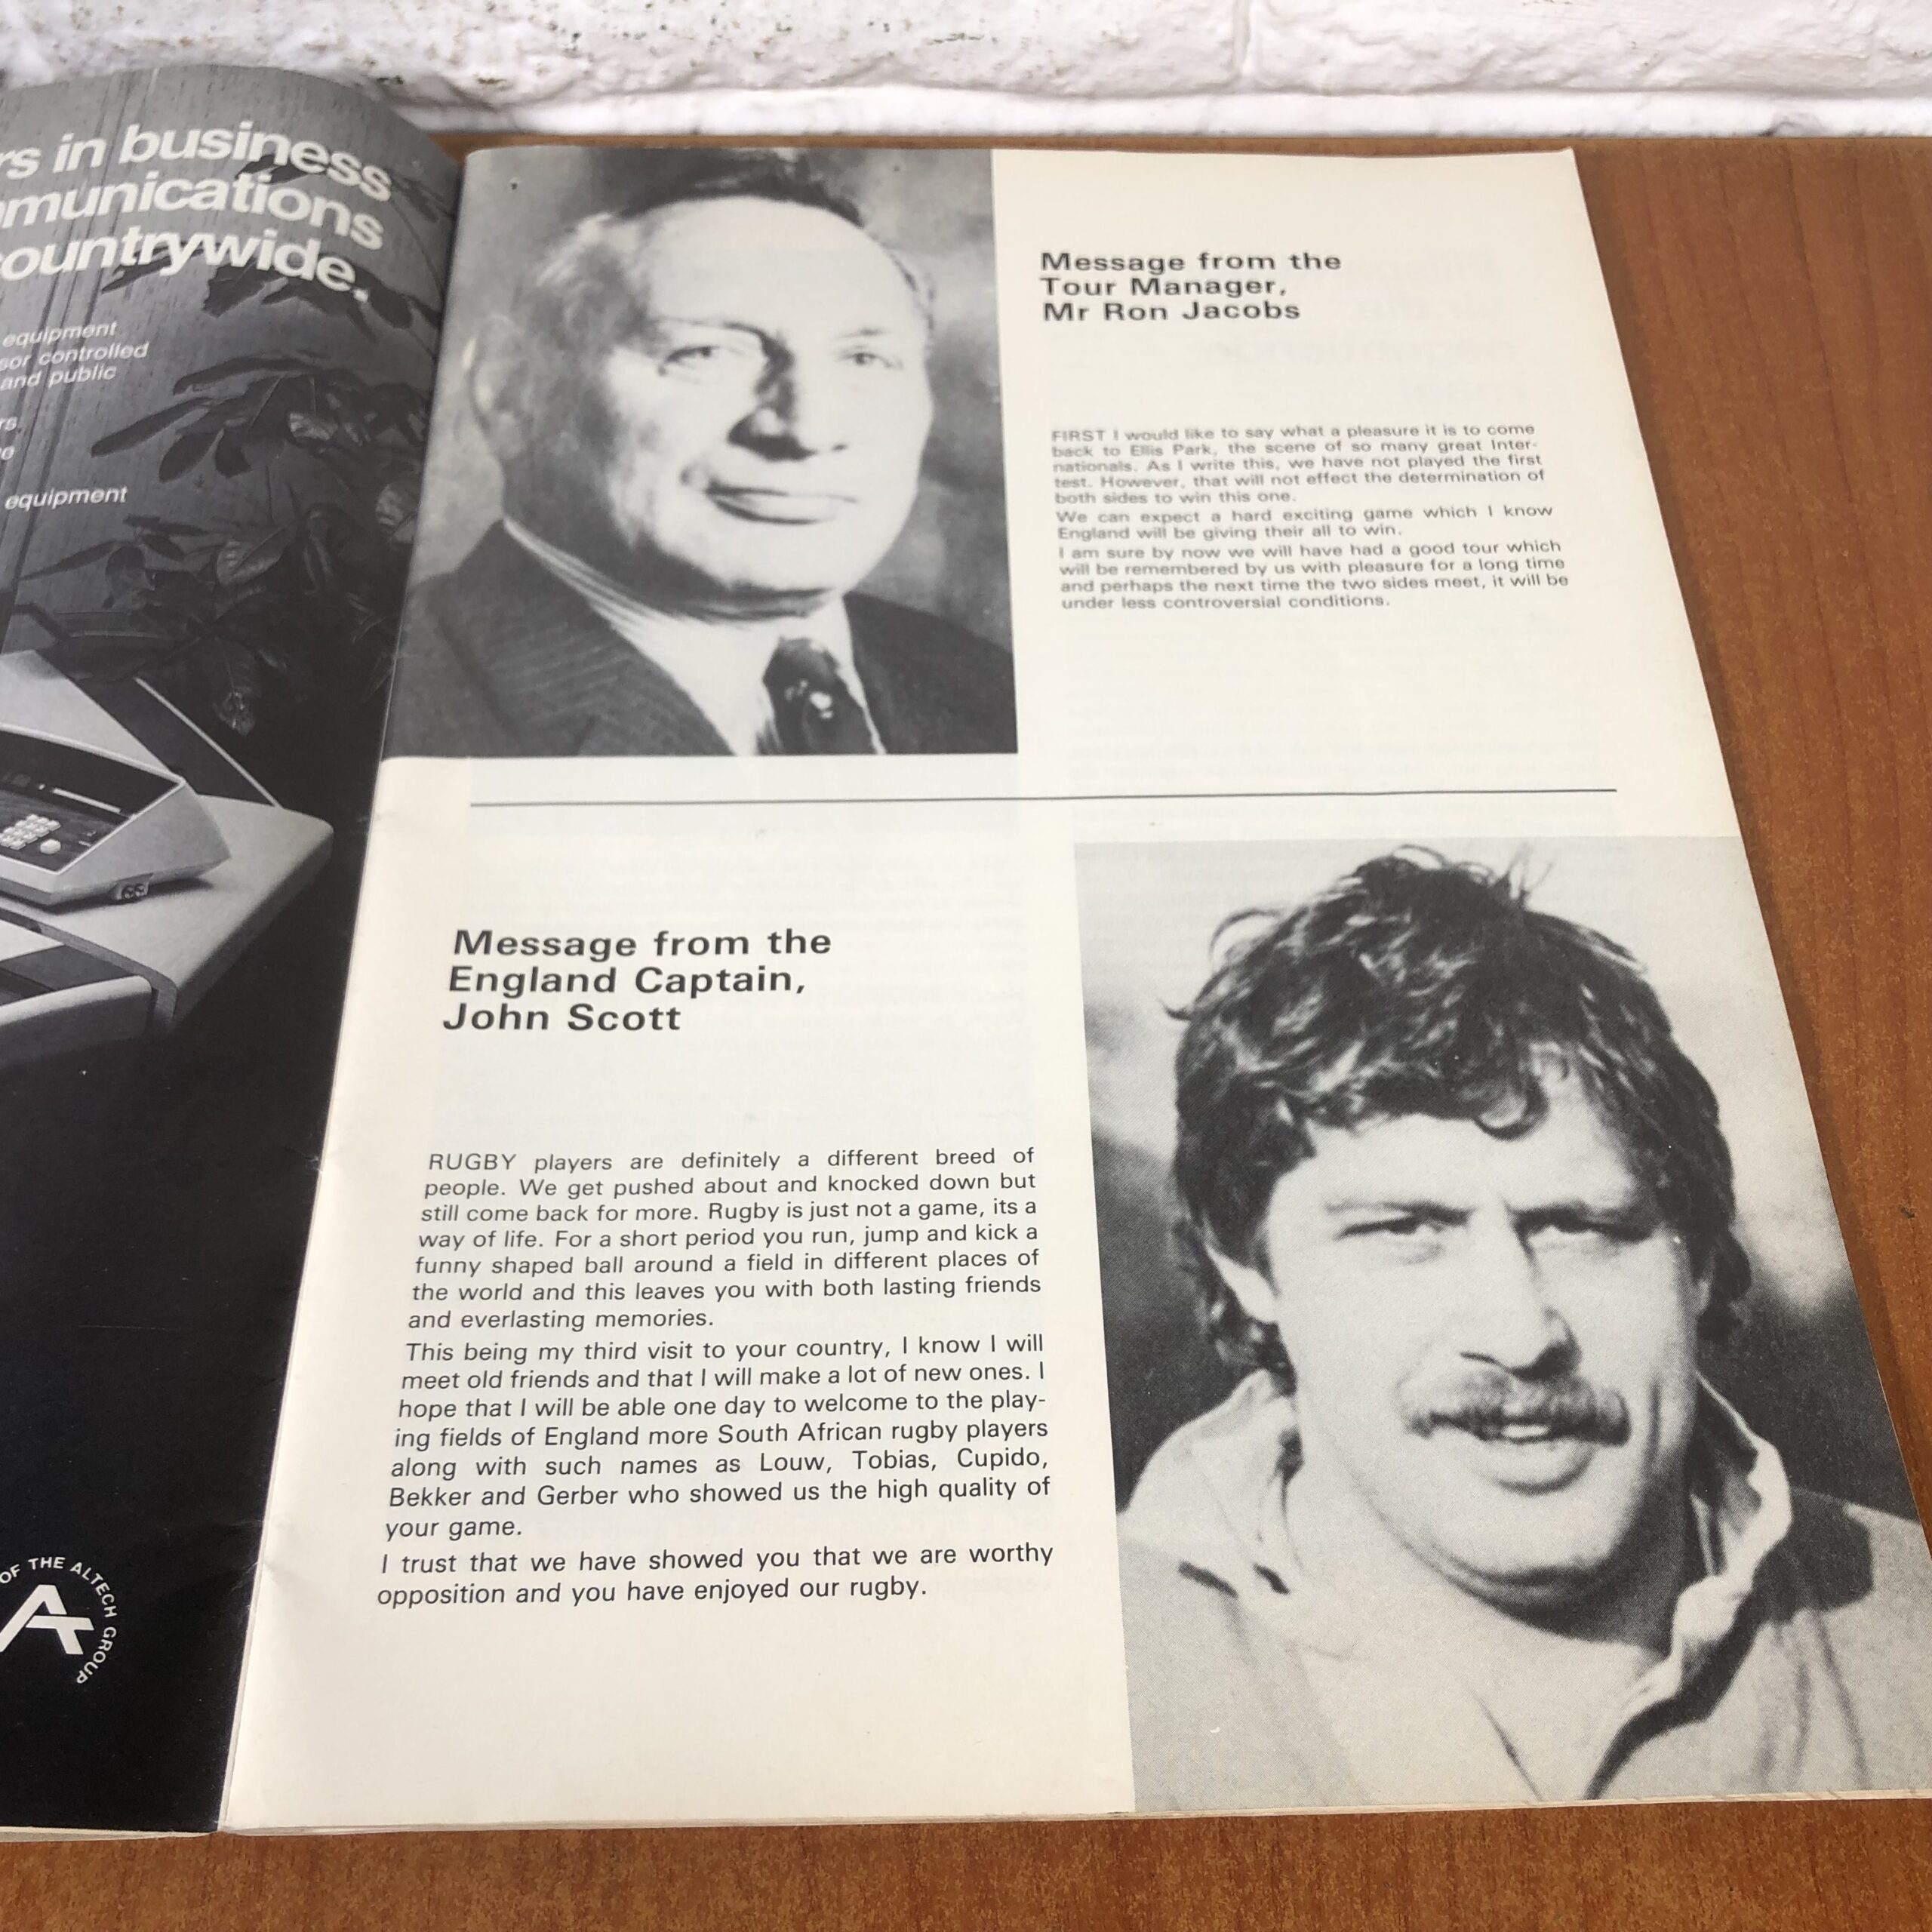 rs in business
munications
countrywide.
equipment
sor controlled
and public
rs.
equipment
OF THE ALTECH GROUP
Message from the
Tour Manager,
Mr Ron Jacobs
FIRST I would like to say what a pleasure it is to come
back to Ellis Park, the scene of so many great Inter-
nationals. As I write this, we have not played the first
test. However, that will not effect the determination of
both sides to win this one.
We can expect a hard exciting game which I know
England will be giving their all to win.
I am sure by now we will have had a good tour which
will be remembered by us with pleasure for a long time
and perhaps the next time the two sides meet, it will be
under less controversial conditions.
Message from the
England Captain,
John Scott
RUGBY players are definitely a different breed of
people. We get pushed about and knocked down but
still come back for more. Rugby is just not a game, its a
way of life. For a short period you run, jump and kick a
funny shaped ball around a field in different places of
the world and this leaves you with both lasting friends
and everlasting memories.
This being my third visit to your country, I know I will
meet old friends and that I will make a lot of new ones. I
hope that I will be able one day to welcome to the play-
ing fields of England more South African rugby players
along with such names as Louw, Tobias, Cupido,
Bekker and Gerber who showed us the high quality of
your game.
I trust that we have showed you that we are worthy
opposition and you have enjoyed our rugby.